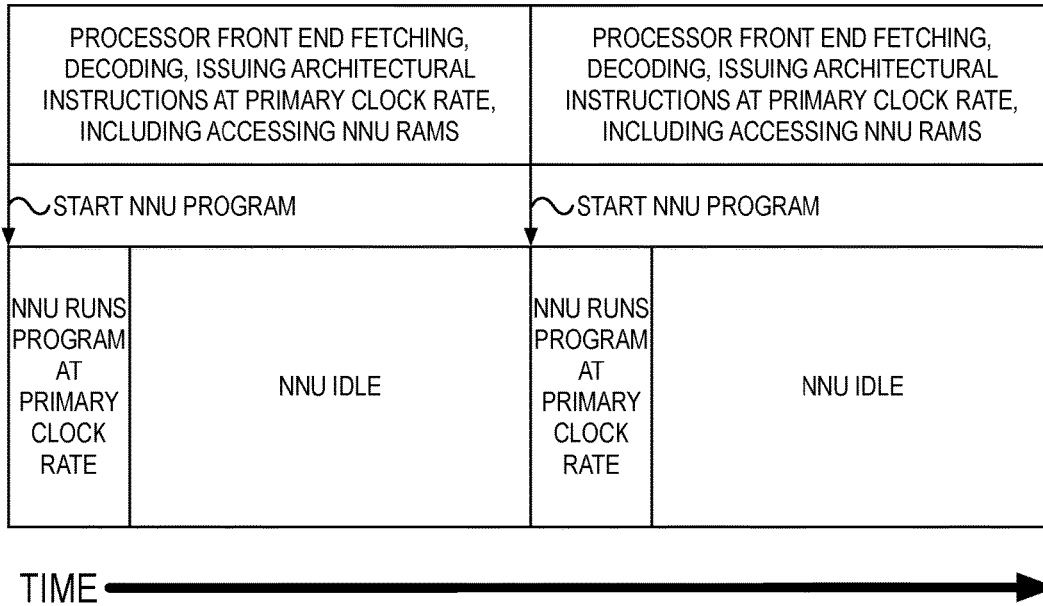 PROCESSOR FRONT END FETCHING,
DECODING, ISSUING ARCHITECTURAL
INSTRUCTIONS AT PRIMARY CLOCK RATE,
INCLUDING ACCESSING NNU RAMS
PROCESSOR FRONT END FETCHING,
DECODING, ISSUING ARCHITECTURAL
INSTRUCTIONS AT PRIMARY CLOCK RATE,
INCLUDING ACCESSING NNU RAMS
START NNU PROGRAM
START NNU PROGRAM
NNU RUNS
PROGRAM
AT
PRIMARY
CLOCK
RATE
NNU IDLE
NNU RUNS
PROGRAM
AT
PRIMARY
CLOCK
RATE
NNU IDLE
TIME